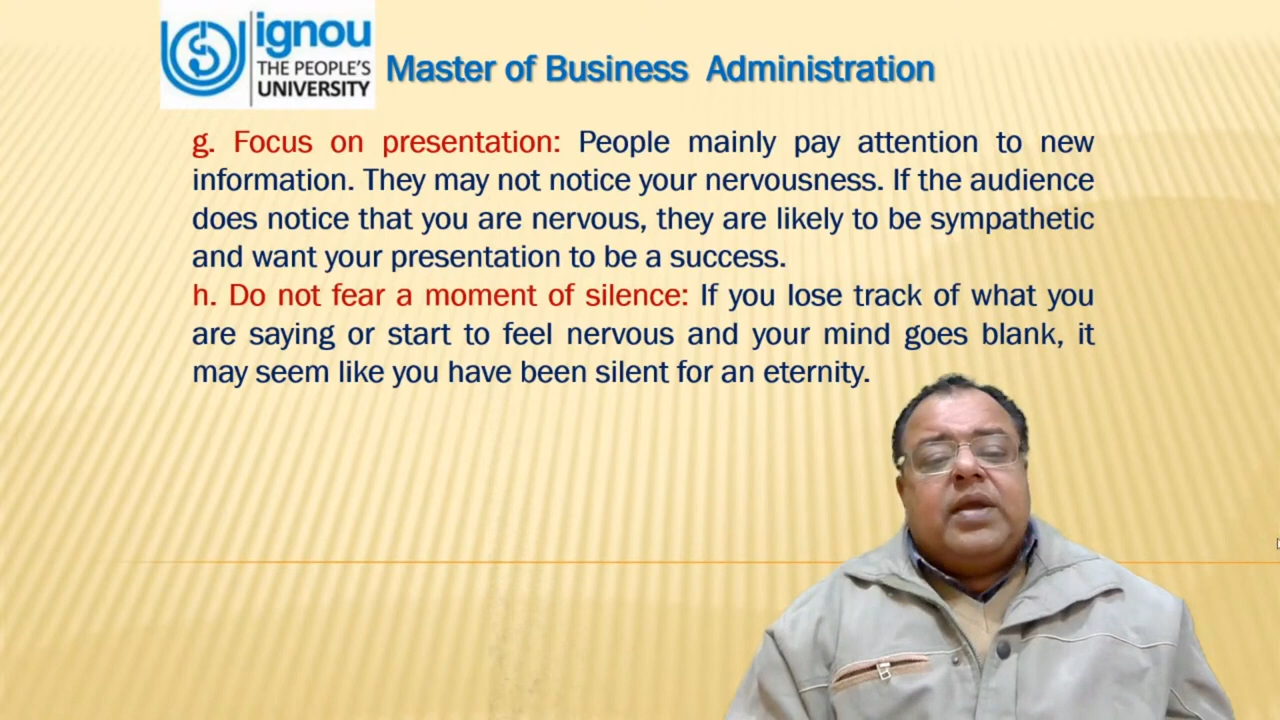 ignou
THE PEOPLE'S
UNIVERSITY
Master of Business Administration
g. Focus on presentation: People mainly pay attention to new
information. They may not notice your nervousness. If the audience
does notice that you are nervous, they are likely to be sympathetic
and want your presentation to be a success.
h. Do not fear a moment of silence: If you lose track of what you
are saying or start to feel nervous and your mind goes blank, it
may seem like you have been silent for an eternity.